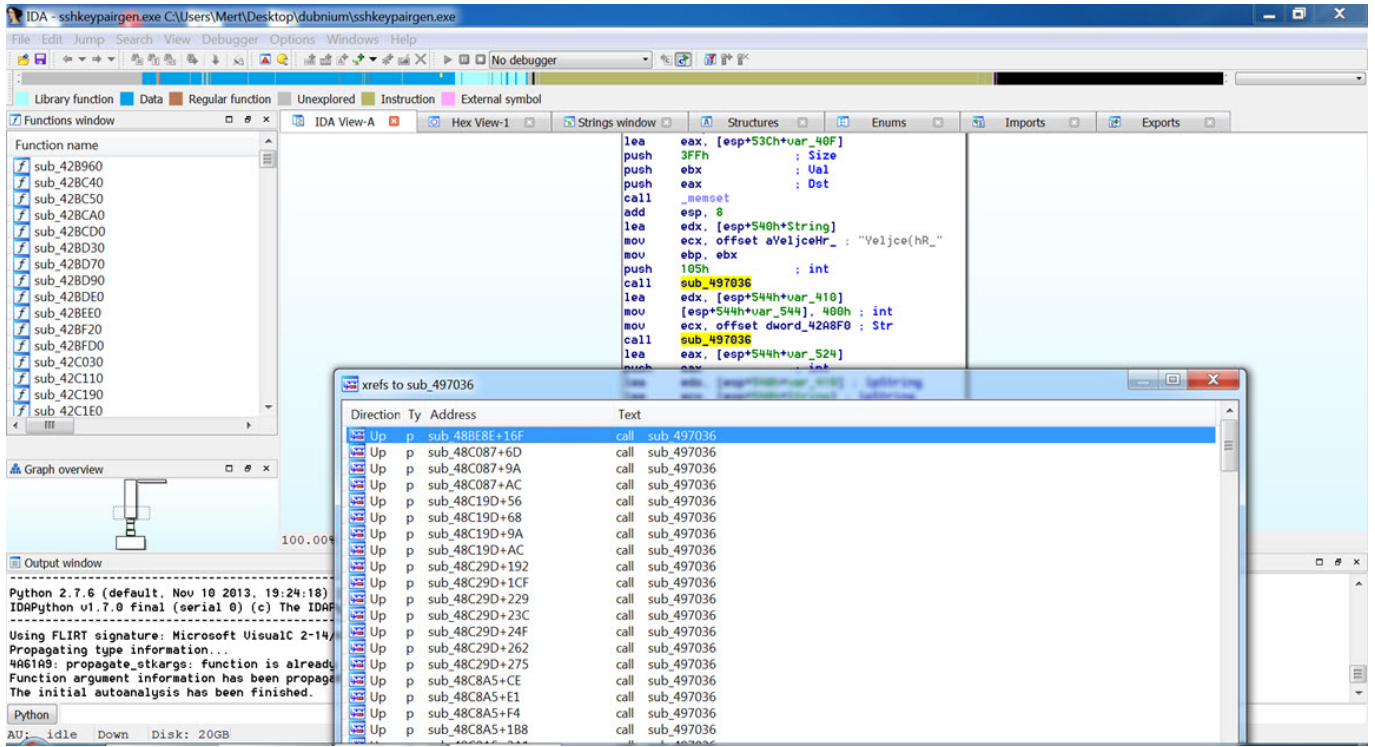 IDA - sshkeypairgen.exe C:\Users\Mert\Desktop\dubnium\sshkeypairgen.exe
File Edit Jump Search View Debugger Options Windows Help
No debugger
Library function Data Regular function Unexplored Instruction External symbol
Functions window
IDA View-A Hex View-1 Strings window Structures Enums Imports Exports
Function name
sub_42B960
sub_42BC40
sub_42BC50
sub_42BCA0
sub_42BCD0
sub_42BD30
sub_42BD70
sub_42BD90
sub_42BDE0
sub_42BEE0
sub_42BF20
sub_42BFD0
sub_42C030
sub_42C110
sub_42C190
sub_42C1E0
lea eax, [esp+53Ch+var_40F]
push 3FFh ; Size
push ebx ; Val
push eax ; Dst
call _memset
add esp, 8
lea edx, [esp+540h+String]
mov ecx, offset aYeljceHr_ ; "Yeljce(hR_"
mov ebp, ebx
push 105h ; int
call sub_497036
lea edx, [esp+544h+var_410]
mov [esp+544h+var_544], 400h ; int
mov ecx, offset dword_42A8F0 ; Str
call sub_497036
lea eax, [esp+544h+var_524]
push eax ; int
Graph overview
100.00%
xrefs to sub_497036
Direction Ty Address Text
Up p sub_48BE8E+16F call sub_497036
Up p sub_48C087+6D call sub_497036
Up p sub_48C087+9A call sub_497036
Up p sub_48C087+AC call sub_497036
Up p sub_48C19D+56 call sub_497036
Up p sub_48C19D+68 call sub_497036
Up p sub_48C19D+9A call sub_497036
Up p sub_48C19D+AC call sub_497036
Up p sub_48C29D+192 call sub_497036
Up p sub_48C29D+1CF call sub_497036
Up p sub_48C29D+229 call sub_497036
Up p sub_48C29D+23C call sub_497036
Up p sub_48C29D+24F call sub_497036
Up p sub_48C29D+262 call sub_497036
Up p sub_48C29D+275 call sub_497036
Up p sub_48C8A5+CE call sub_497036
Up p sub_48C8A5+E1 call sub_497036
Up p sub_48C8A5+F4 call sub_497036
Up p sub_48C8A5+1B8 call sub_497036
Output window
Python 2.7.6 (default, Nov 10 2013, 19:24:18)
IDAPython v1.7.0 final (serial 0) (c) The IDAP
Using FLIRT signature: Microsoft VisualC 2-14/
Propagating type information...
4A61A9: propagate_stkargs: function is already
Function argument information has been propaga
The initial autoanalysis has been finished.
Python
AU: idle Down Disk: 20GB